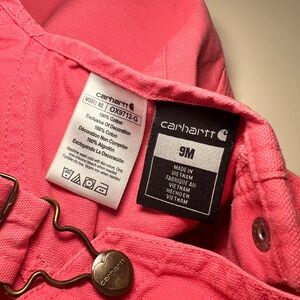 carhartt
MODEL NO OX9712-G
100% Cotton
Exclusive Of Decoration
100% Coton
Décoration Non Comprise
100% Algodón
Excluyendo La Decoración
carhartt
9M
MADE IN
VIETNAM
FABRIQUÉ AU
VIETNAM
HECHO EN
VIETNAM
carhartt